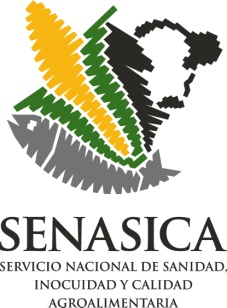 SENASICA
SERVICIO NACIONAL DE SANIDAD,
INOCUIDAD Y CALIDAD
AGROALIMENTARIA